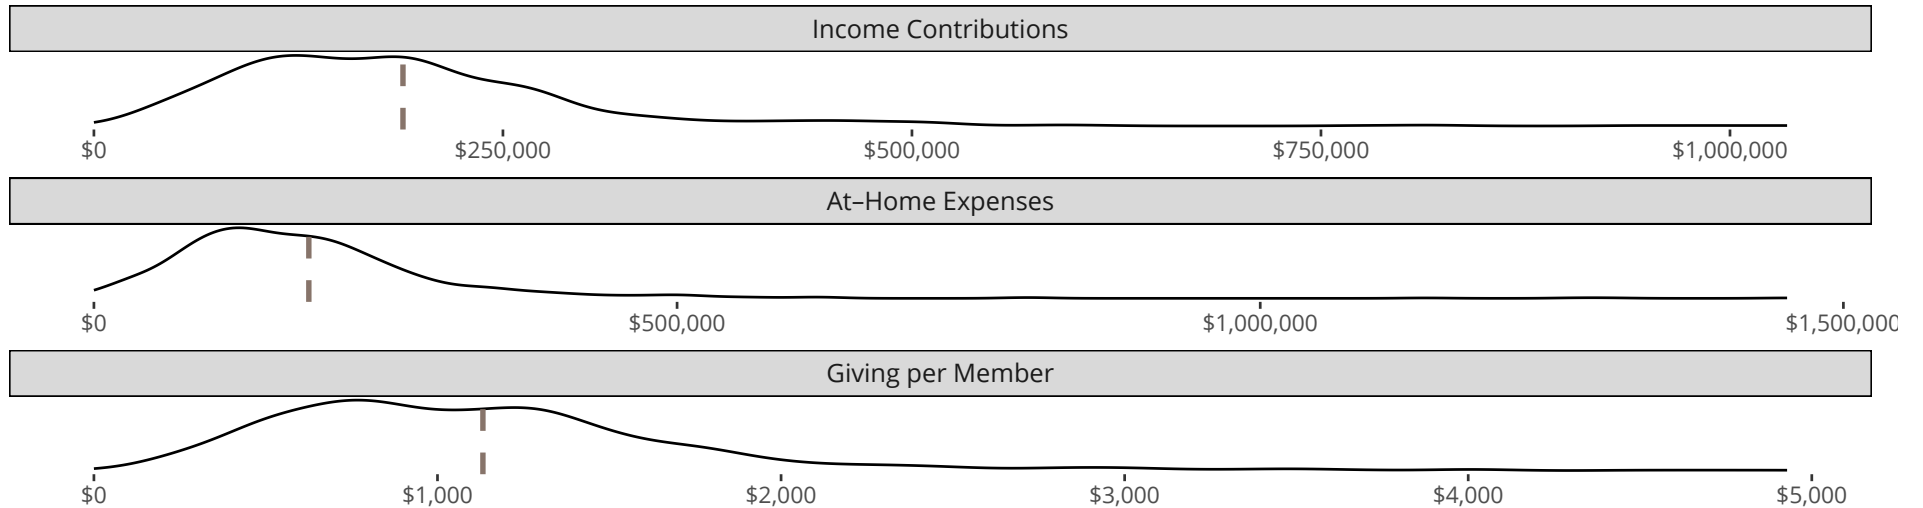 Income Contributions
$0 $250,000 $500,000 $750,000 $1,000,000
At–Home Expenses
$0 $500,000 $1,000,000 $1,500,000
Giving per Member
$0 $1,000 $2,000 $3,000 $4,000 $5,000